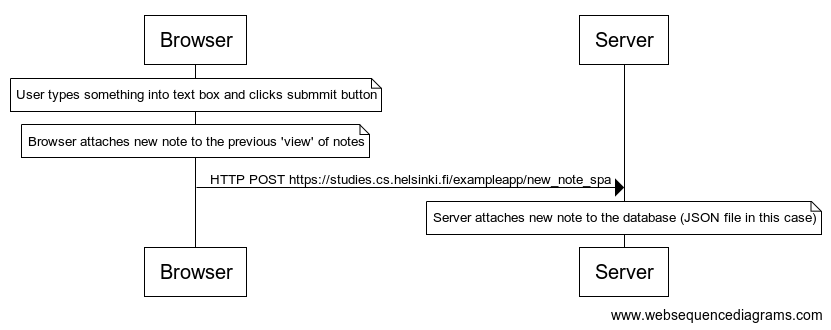 Browser
Server
User types something into text box and clicks submmit button
Browser attaches new note to the previous 'view' of notes
HTTP POST https://studies.cs.helsinki.fi/exampleapp/new_note_spa
Server attaches new note to the database (JSON file in this case)
Browser
Server
www.websequencediagrams.com